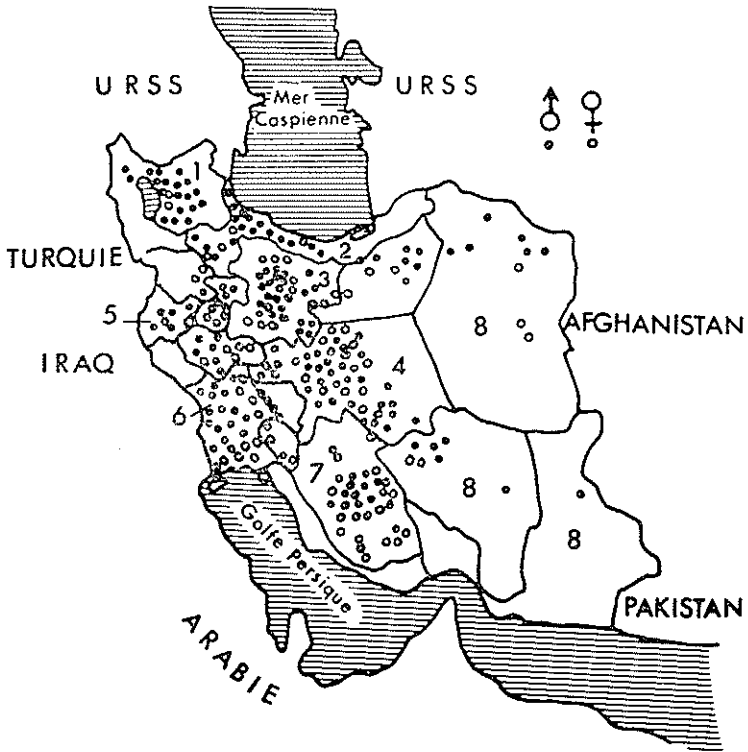 URSS
Mer
Caspienne
URSS
♂ ♀
1
TURQUIE
2
3
5
8
AFGHANISTAN
IRAQ
4
6
7
8
8
Golfe Persique
PAKISTAN
ARABIE